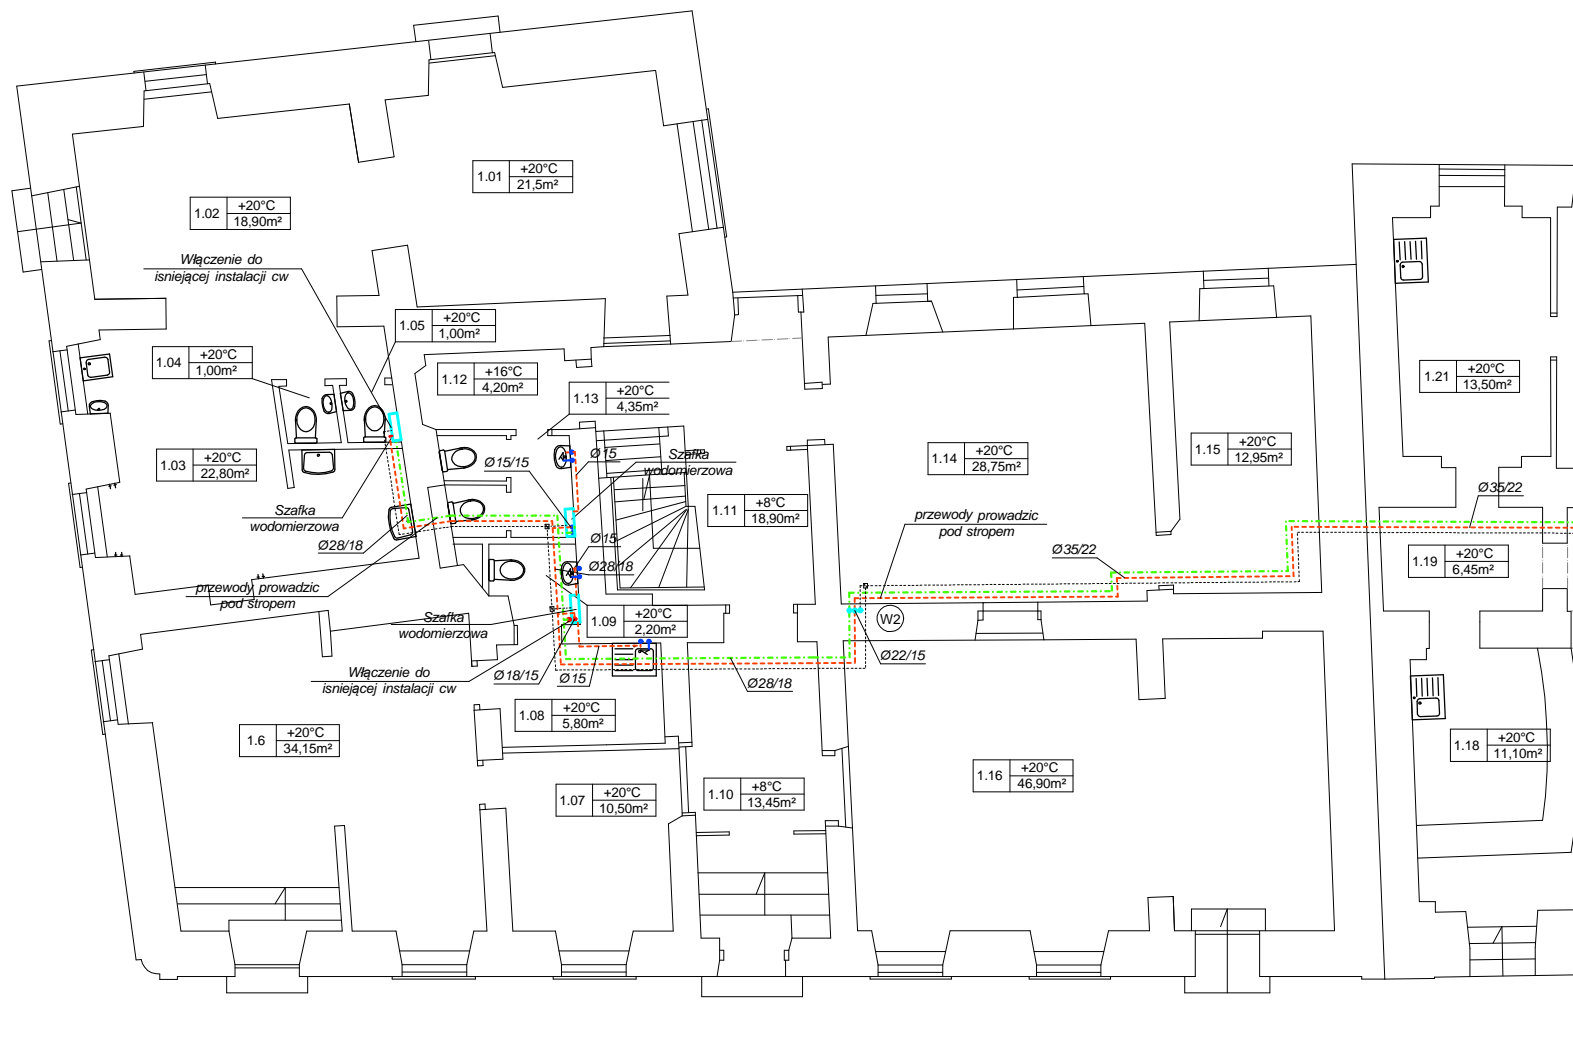 1.01
+20°C
21,5m²
1.02
+20°C
18,90m²
Włączenie do
isniejącej instalacji cw
1.05
+20°C
1,00m²
1.04
+20°C
1,00m²
1.12
+16°C
4,20m²
1.13
+20°C
4,35m²
1.21
+20°C
13,50m²
1.03
+20°C
22,80m²
Ø15/15
Ø15
Szafka
wodomierzowa
1.14
+20°C
28,75m²
1.15
+20°C
12,95m²
Szafka
wodomierzowa
Ø28/18
1.11
+8°C
18,90m²
przewody prowadzic
pod stropem
Ø35/22
Ø35/22
Ø15
Ø28/18
1.19
+20°C
6,45m²
przewody prowadzic
pod stropem
Szafka
wodomierzowa
1.09
+20°C
2,20m²
W2
Ø22/15
Włączenie do
isniejącej instalacji cw
Ø18/15
Ø15
Ø28/18
1.08
+20°C
5,80m²
1.6
+20°C
34,15m²
1.18
+20°C
11,10m²
1.07
+20°C
10,50m²
1.10
+8°C
13,45m²
1.16
+20°C
46,90m²